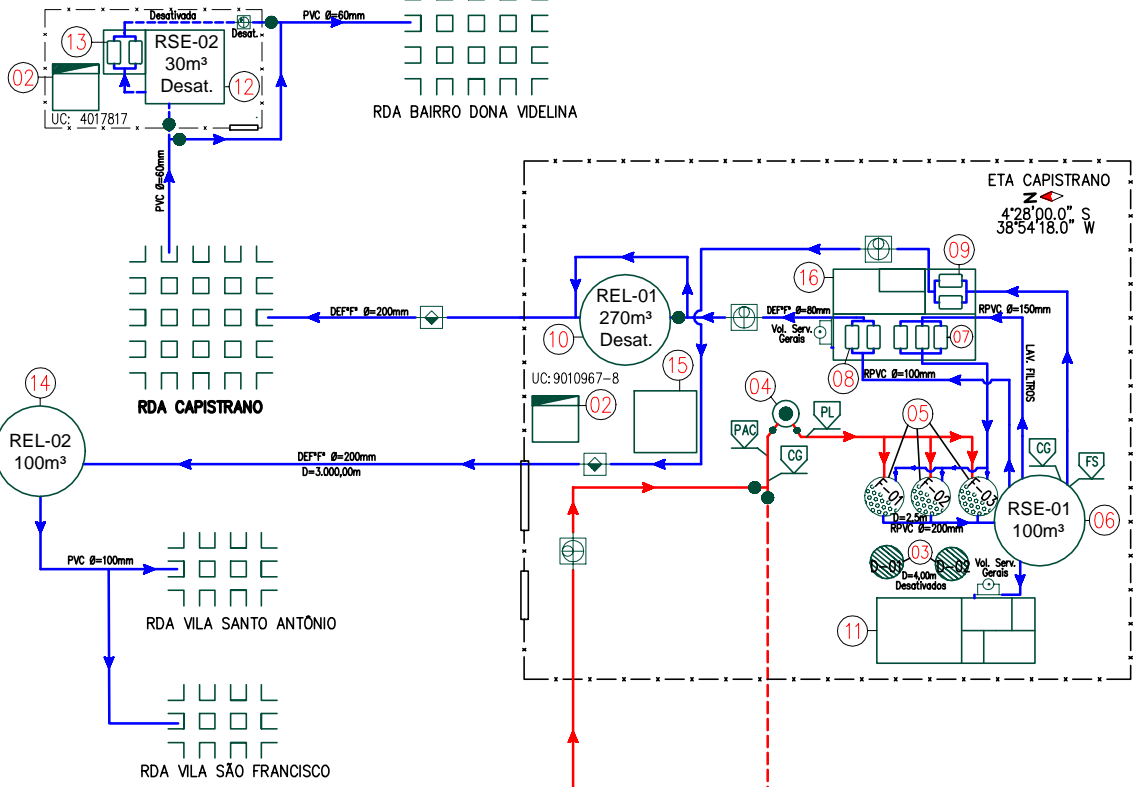 Desativada
PVC Ø=60mm
Desat.
13
RSE-02
30m³
Desat.
02
12
UC: 4017817
RDA BAIRRO DONA VIDELINA
PVC Ø=60mm
ETA CAPISTRANO
N
4°28'00.0" S
38°54'18.0" W
09
16
REL-01
270m³
Desat.
DEF°F° Ø=200mm
DEF°F° Ø=80mm
RPVC Ø=150mm
Vol. Serv.
Gerais
07
10
08
RPVC Ø=100mm
LAV. FILTROS
UC: 9010967-8
15
02
14
RDA CAPISTRANO
04
05
PAC
PL
REL-02
100m³
DEF°F° Ø=200mm
D=3.000,00m
CG
CG
FS
F-01
F-02
F-03
RSE-01
100m³
06
D=2,5m
RPVC Ø=200mm
03
D-01
D-02
D=4,00m
Desativados
Vol. Serv.
Gerais
PVC Ø=100mm
11
RDA VILA SANTO ANTÔNIO
RDA VILA SÃO FRANCISCO